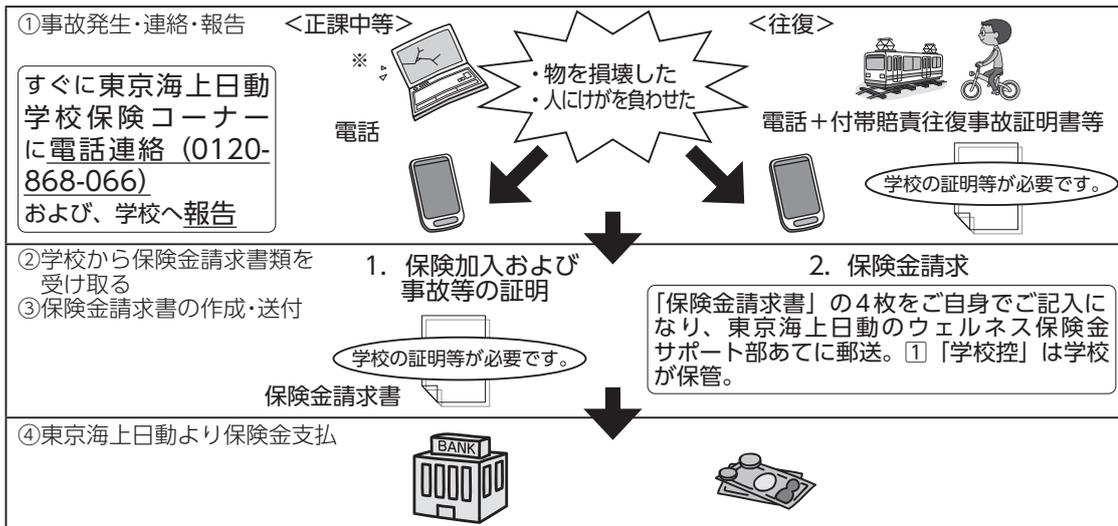 ①事故発生・連絡・報告
すぐに東京海上日動
学校保険コーナー
に電話連絡（0120-
868-066）
および、学校へ報告
＜正課中等＞
※
電話
・物を損壊した
・人にけがを負わせた
＜往復＞
電話＋付帯賠責往復事故証明書等
学校の証明等が必要です。
②学校から保険金請求書類を
受け取る
③保険金請求書の作成・送付
1. 保険加入および
事故等の証明
学校の証明等が必要です。
保険金請求書
2. 保険金請求
「保険金請求書」の４枚をご自身でご記入に
なり、東京海上日動のウェルネス保険金
サポート部あてに郵送。1「学校控」は学校
が保管。
④東京海上日動より保険金支払
BANK